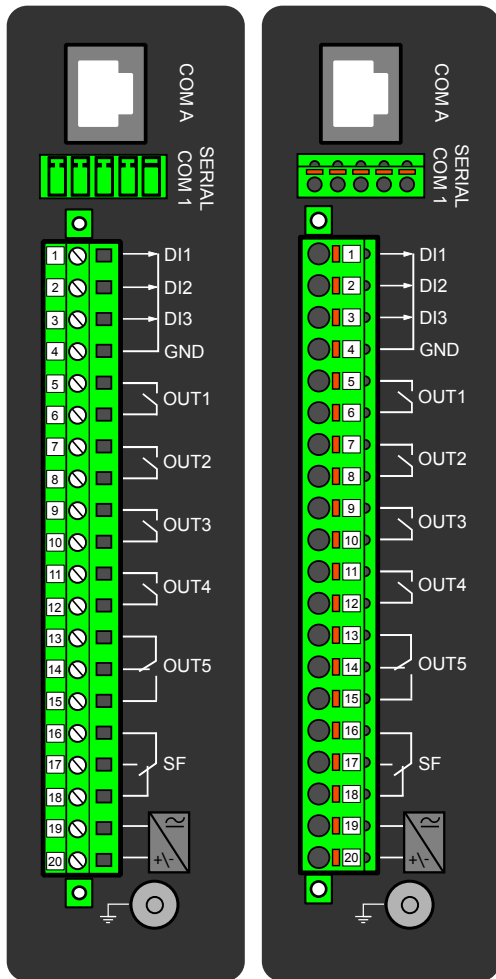 COM A
SERIAL
COM 1
1
DI1
2
DI2
3
DI3
4
GND
5
OUT1
6
7
OUT2
8
9
OUT3
10
11
OUT4
12
13
14
OUT5
15
16
17
SF
18
19
20
+/-
COM A
SERIAL
COM 1
1
DI1
2
DI2
3
DI3
4
GND
5
OUT1
6
7
OUT2
8
9
OUT3
10
11
OUT4
12
13
14
OUT5
15
16
17
SF
18
19
20
+/-